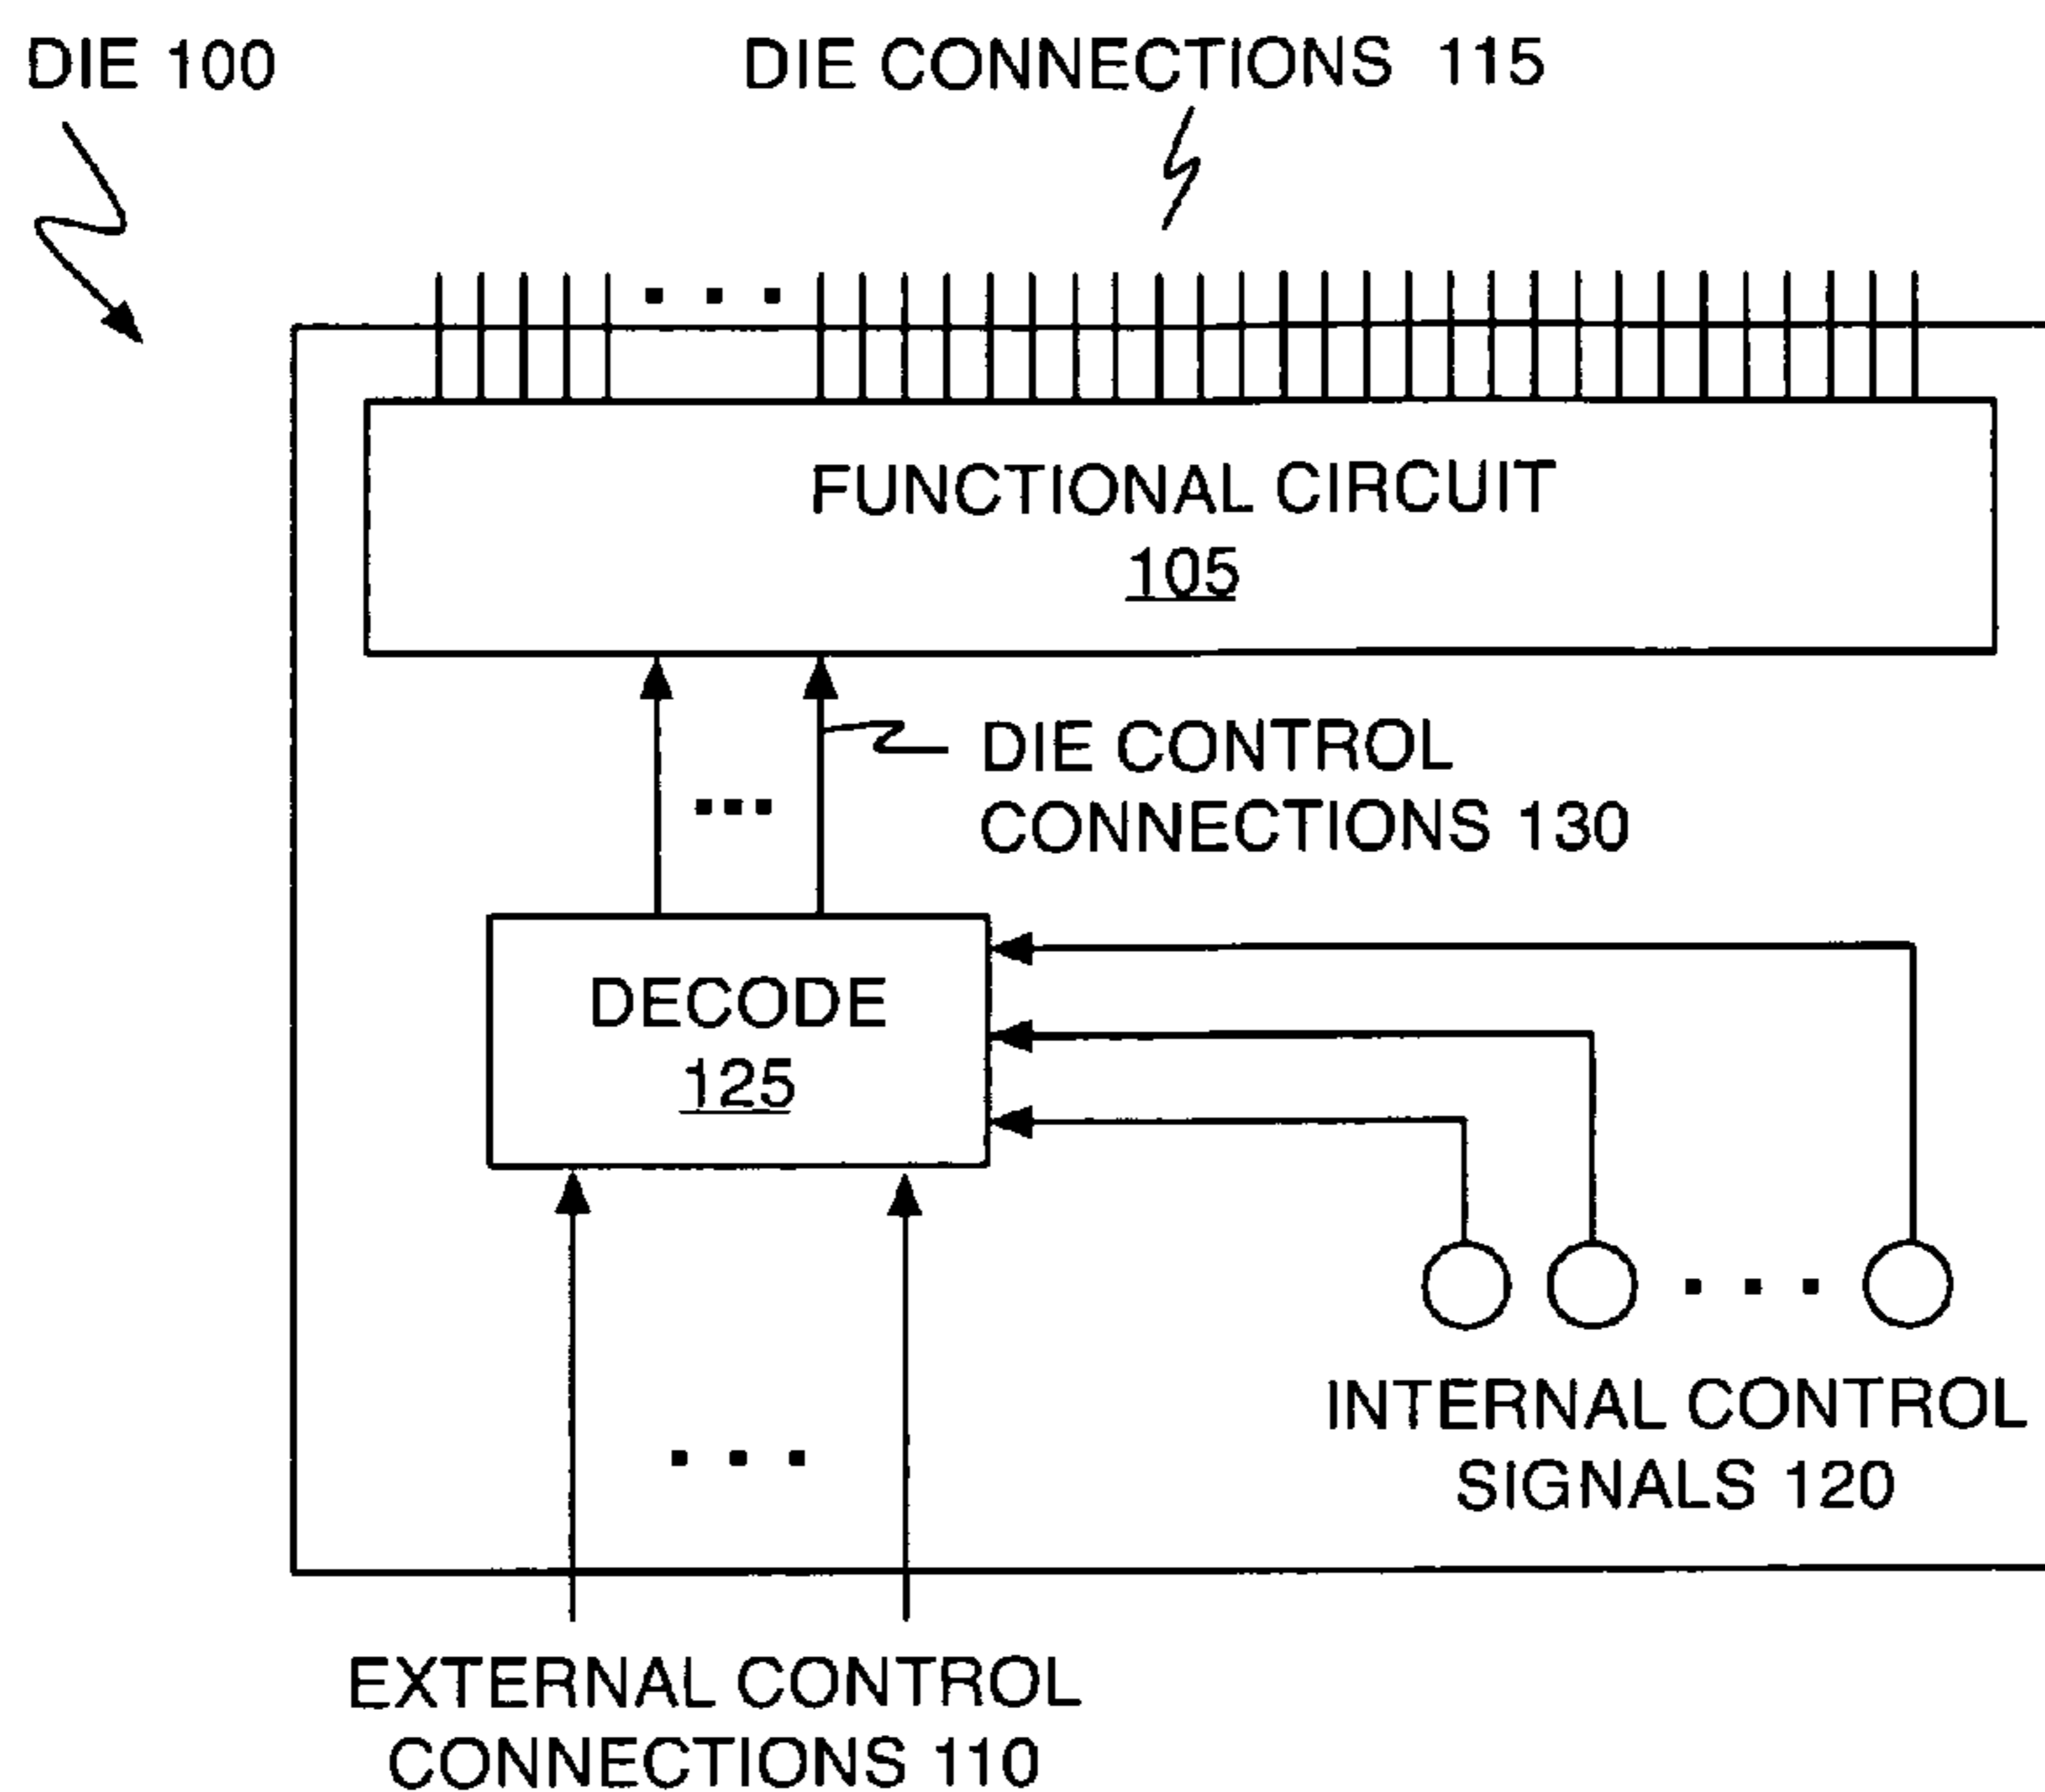 DIE 100
DIE CONNECTIONS 115
FUNCTIONAL CIRCUIT
105
DIE CONTROL
CONNECTIONS 130
DECODE
125
INTERNAL CONTROL
SIGNALS 120
EXTERNAL CONTROL
CONNECTIONS 110